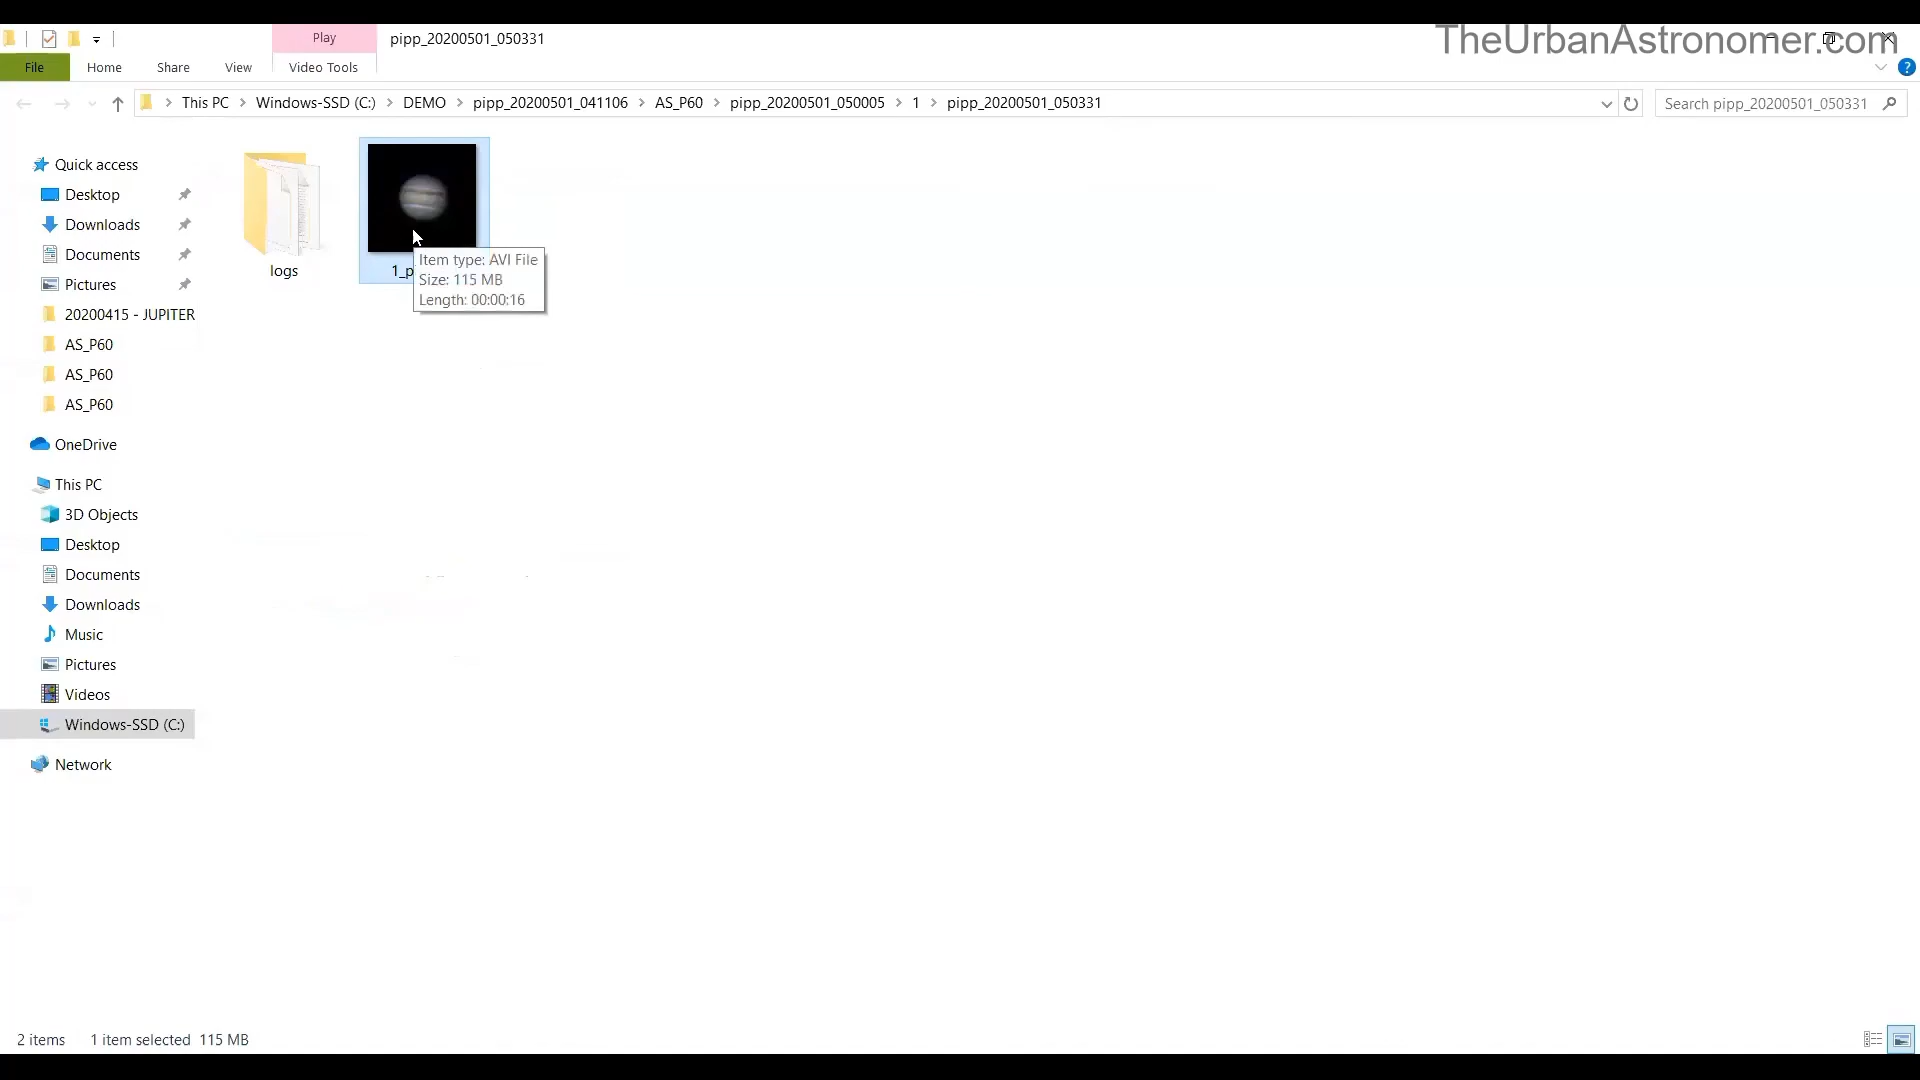 Play
pipp_20200501_050331
TheUrbanAstronomer.com
File
Home
Share
View
Video Tools
?
This PC
Windows-SSD (C:)
DEMO
pipp_20200501_041106
AS_P60
pipp_20200501_050005
1
pipp_20200501_050331
Search pipp_20200501_050331
Quick access
Desktop
Downloads
Documents
Pictures
20200415 - JUPITER
AS_P60
AS_P60
AS_P60
OneDrive
This PC
3D Objects
Desktop
Documents
Downloads
Music
Pictures
Videos
Windows-SSD (C:)
Network
logs
1_p
Item type: AVI File
Size: 115 MB
Length: 00:00:16
2 items
1 item selected 115 MB